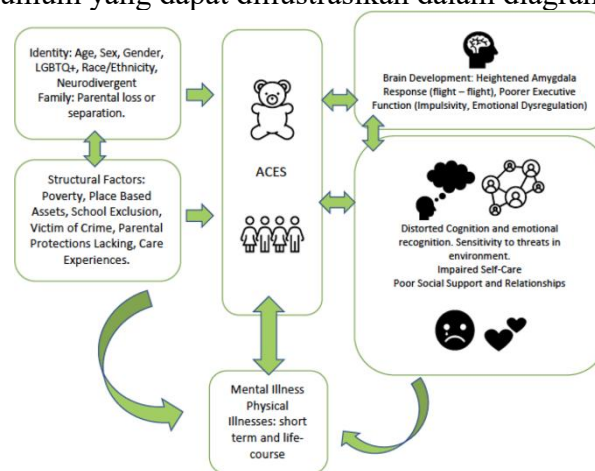 umum yang dapat diilustrasikan dalam diagram
Identity: Age, Sex, Gender,
LGBTQ+, Race/Ethnicity,
Neurodivergent
Family: Parental loss or
separation.
Structural Factors:
Poverty, Place Based
Assets, School Exclusion,
Victim of Crime, Parental
Protections Lacking, Care
Experiences.
ACES
Brain Development: Heightened Amygdala
Response (flight – flight), Poorer Executive
Function (Impulsivity, Emotional Dysregulation)
Distorted Cognition and emotional
recognition. Sensitivity to threats in
environment.
Impaired Self-Care
Poor Social Support and Relationships
Mental Illness
Physical
Illnesses: short
term and life-
course